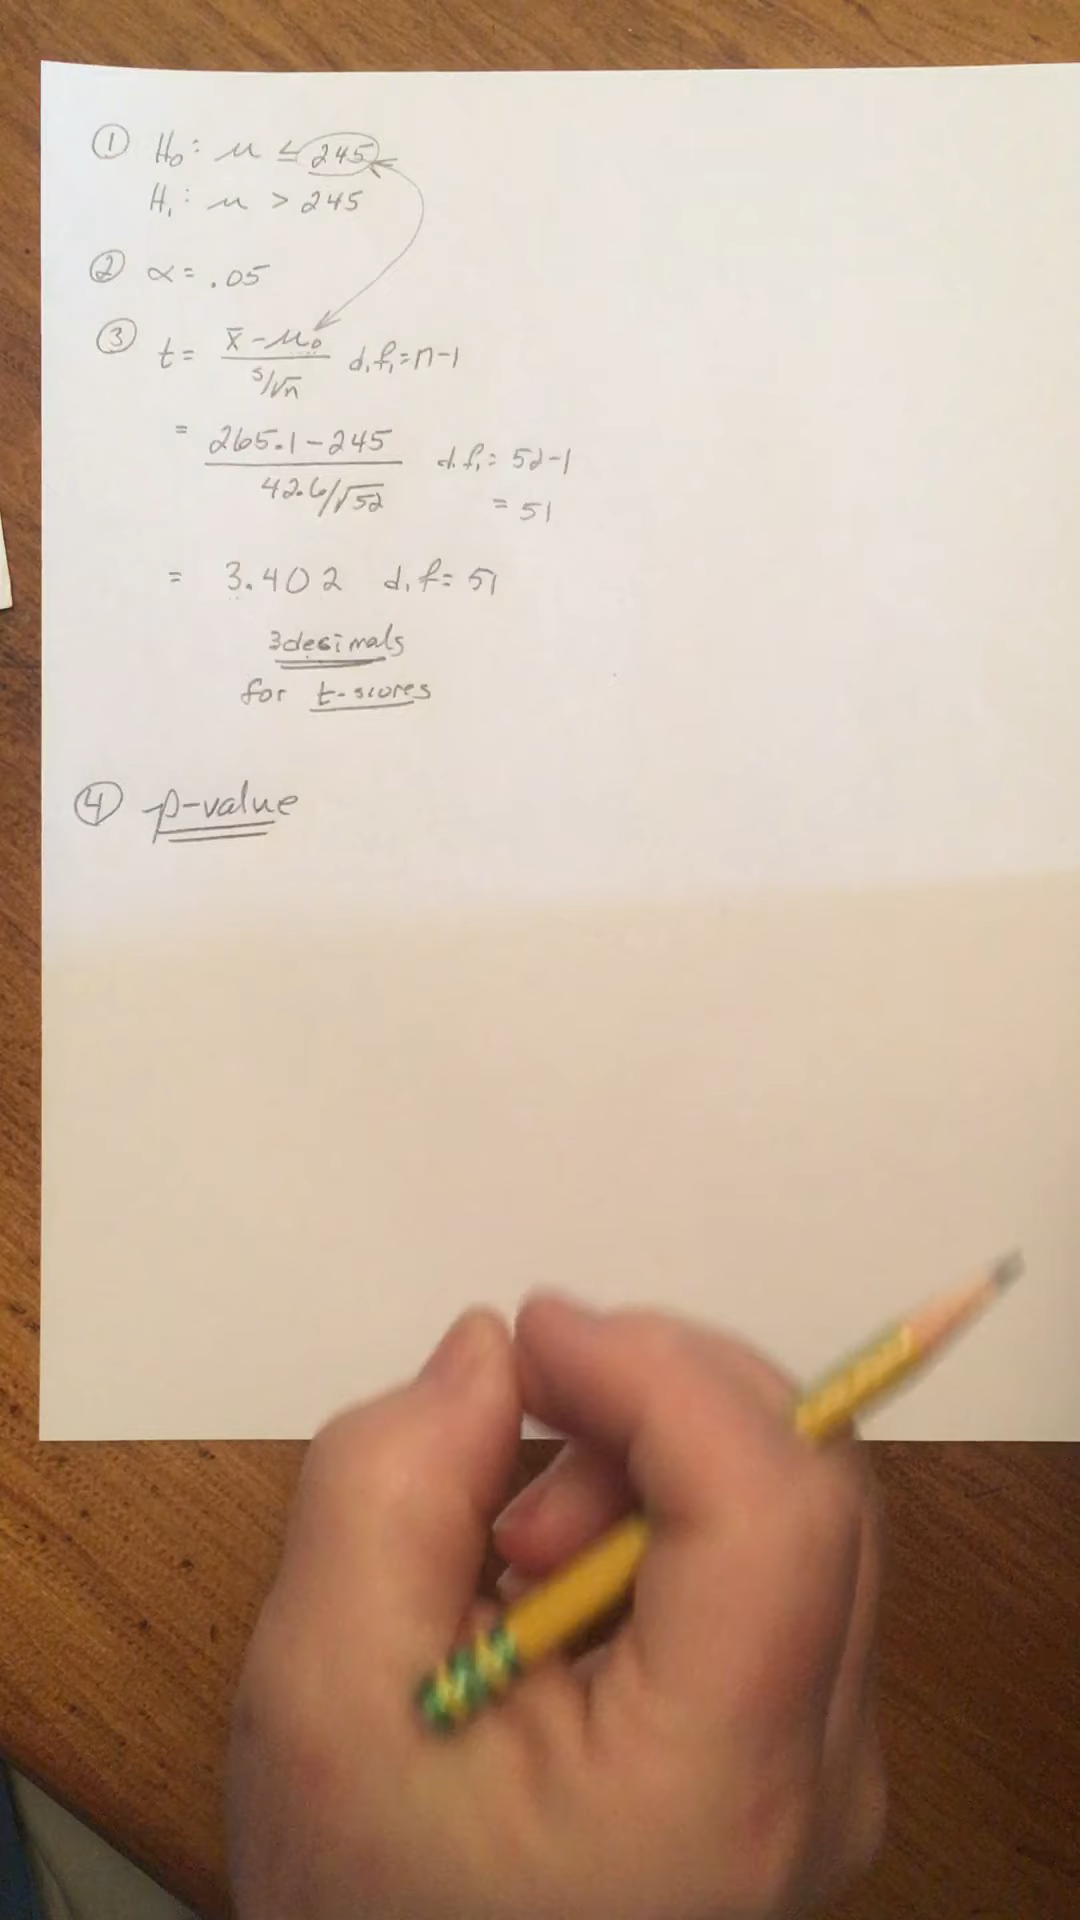 ① H₀: μ ≤ 245
H₁: μ > 245
② α = .05
③ t = (x̄ - μ₀)/(s/√n) d.f. = n-1
= (265.1 - 245)/(42.6/√52) d.f. = 52-1
= 51
= 3.402 d.f = 51
3 desimals
for t-scores
④ p-value